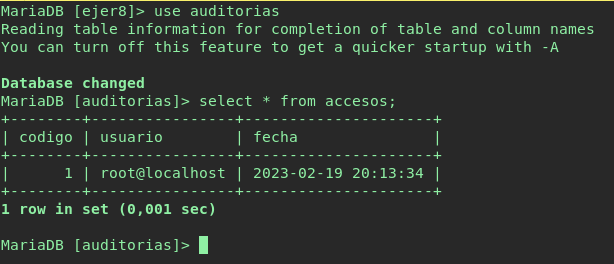 MariaDB [ejer8]> use auditorias
Reading table information for completion of table and column names
You can turn off this feature to get a quicker startup with -A

Database changed
MariaDB [auditorias]> select * from accesos;
+--------+----------------+---------------------+
| codigo | usuario        | fecha               |
+--------+----------------+---------------------+
|      1 | root@localhost | 2023-02-19 20:13:34 |
+--------+----------------+---------------------+
1 row in set (0,001 sec)

MariaDB [auditorias]>